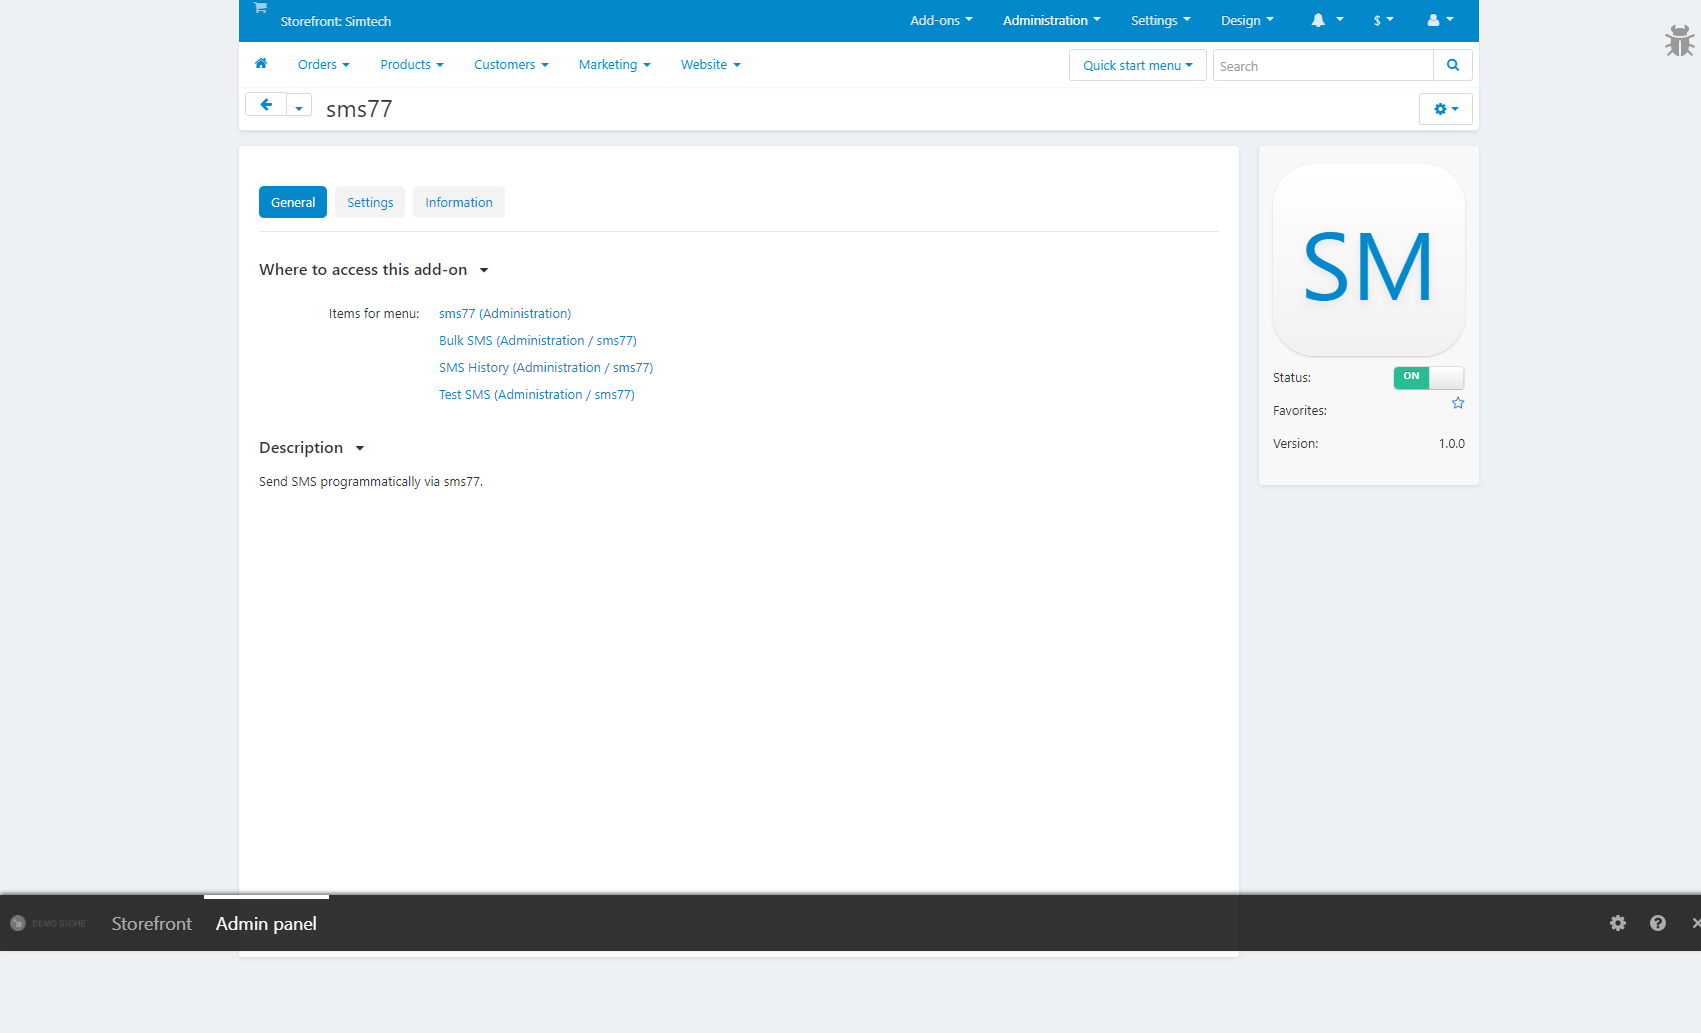 Storefront: Simtech
Add-ons
Administration
Settings
Design
$
Orders
Products
Customers
Marketing
Website
Quick start menu
Search
sms77
General
Settings
Information
Where to access this add-on
Items for menu:
sms77 (Administration)
Bulk SMS (Administration / sms77)
SMS History (Administration / sms77)
Test SMS (Administration / sms77)
Description
Send SMS programmatically via sms77.
SM
Status:
ON
Favorites:
Version:
1.0.0
DEMO STORE
Storefront
Admin panel